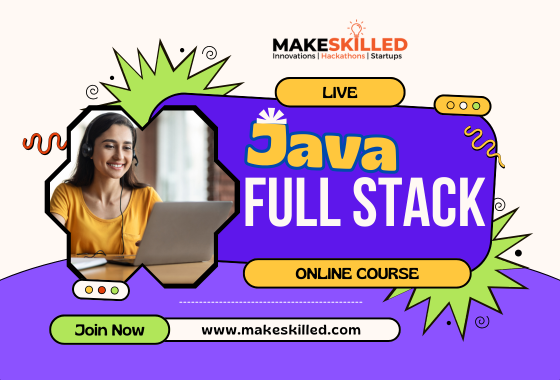 MAKESKILLED
Innovations | Hackathons | Startups
LIVE
Java
FULL STACK
ONLINE COURSE
Join Now
www.makeskilled.com